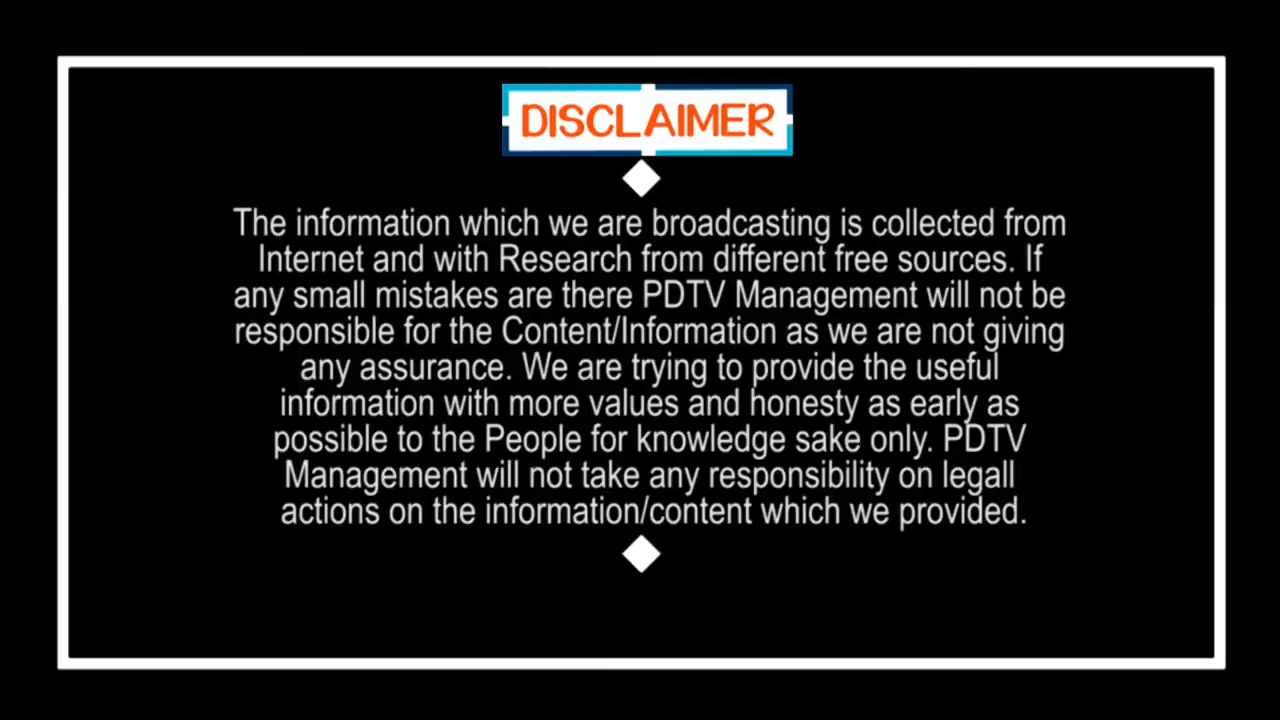 DISCLAIMER
The information which we are broadcasting is collected from
Internet and with Research from different free sources. If
any small mistakes are there PDTV Management will not be
responsible for the Content/Information as we are not giving
any assurance. We are trying to provide the useful
information with more values and honesty as early as
possible to the People for knowledge sake only. PDTV
Management will not take any responsibility on legall
actions on the information/content which we provided.